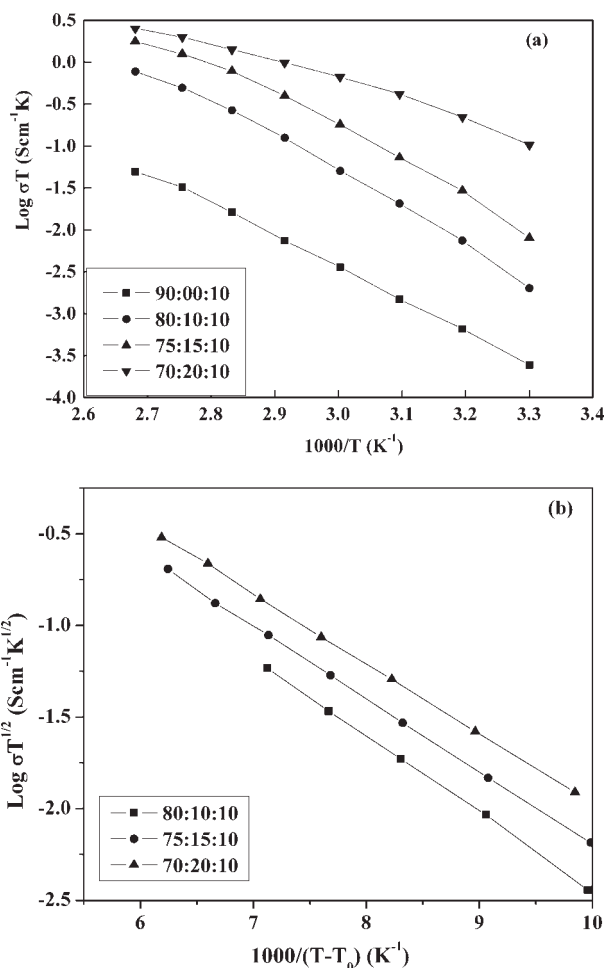 (a)
0.5
0.0
-0.5
-1.0
-1.5
-2.0
-2.5
-3.0
-3.5
-4.0
Log σT (Scm⁻¹K)
90:00:10
80:10:10
75:15:10
70:20:10
2.6 2.7 2.8 2.9 3.0 3.1 3.2 3.3 3.4
1000/T (K⁻¹)
(b)
-0.5
-1.0
-1.5
-2.0
-2.5
Log σT¹/² (Scm⁻¹K¹/²)
80:10:10
75:15:10
70:20:10
6 7 8 9 10
1000/(T-T₀) (K⁻¹)